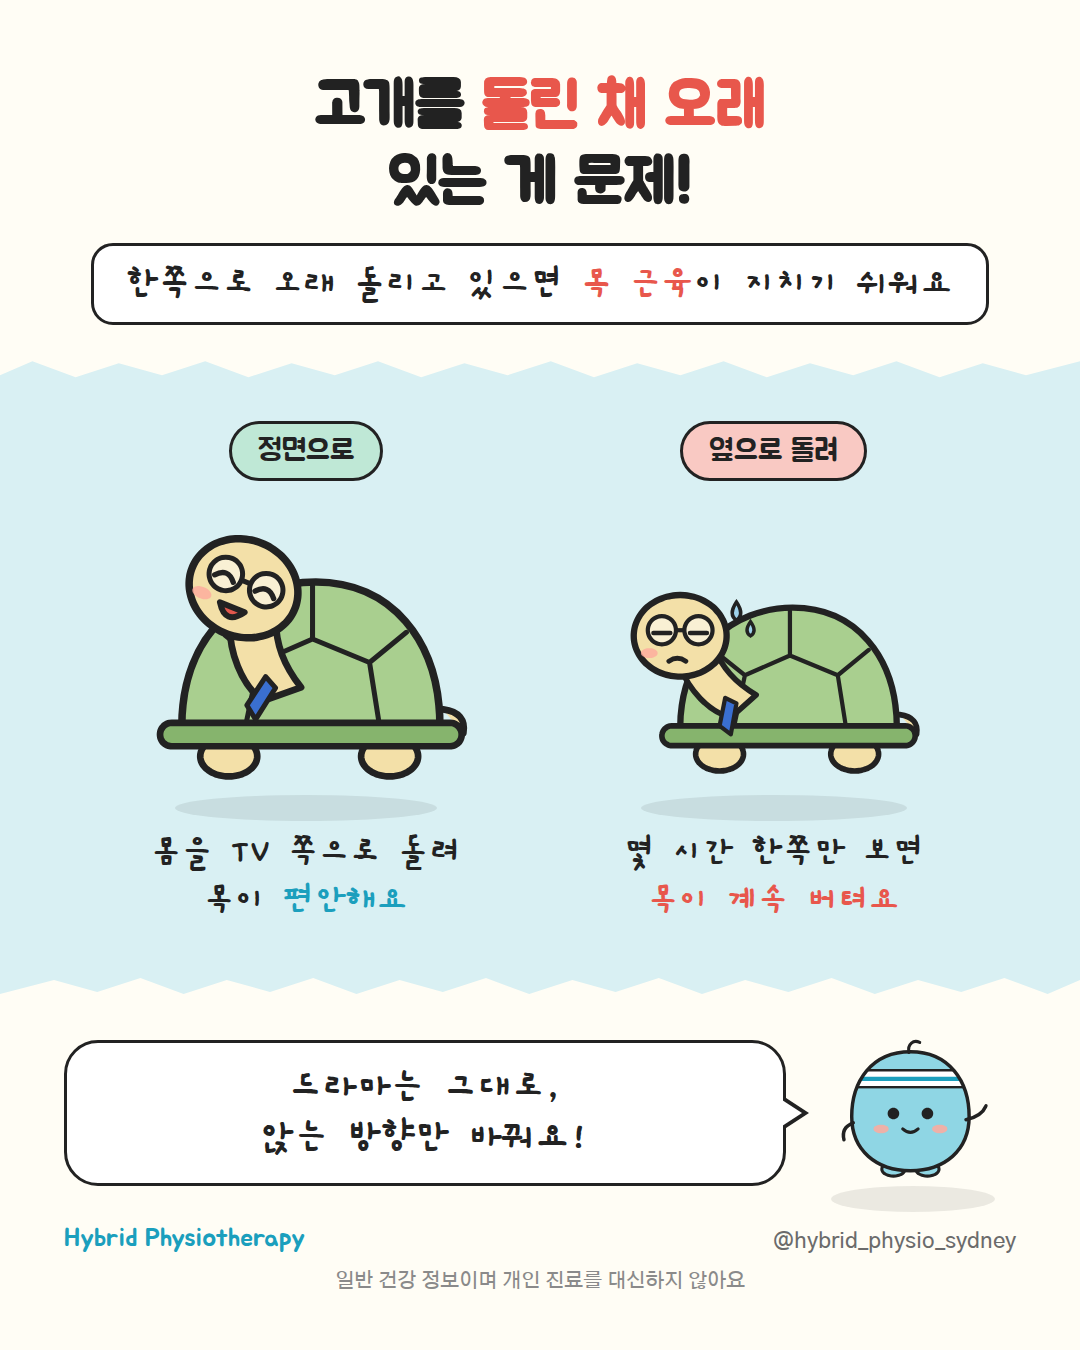 고개를 돌린 채 오래
있는 게 문제!
한쪽으로 오래 돌리고 있으면 목 근육이 지치기 쉬워요
정면으로
옆으로 돌려
몸을 TV 쪽으로 돌려
목이 편안해요
몇 시간 한쪽만 보면
목이 계속 버텨요
드라마는 그대로,
앉는 방향만 바꿔요!
Hybrid Physiotherapy
@hybrid_physio_sydney
일반 건강 정보이며 개인 진료를 대신하지 않아요